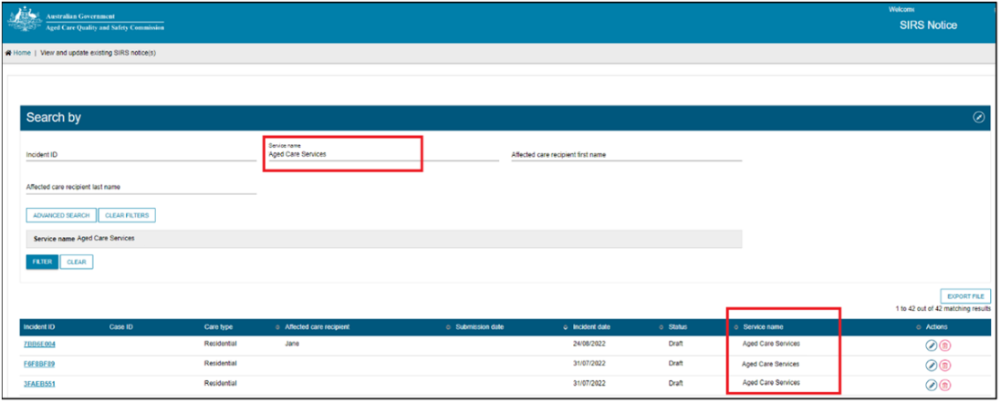 Australian Government
Aged Care Quality and Safety Commission
Welcome
SIRS Notice
Home | View and update existing SIRS notice(s)
Search by
Incident ID
Service name
Aged Care Services
Affected care recipient first name
Affected care recipient last name
ADVANCED SEARCH CLEAR FILTERS
Service name Aged Care Services
FILTER CLEAR
EXPORT FILE
1 to 42 out of 42 matching results
Incident ID Case ID Care type Affected care recipient Submission date Incident date Status Service name Actions
7BB6E004 Residential Jane 24/08/2022 Draft Aged Care Services
F6F8BF89 Residential 31/07/2022 Draft Aged Care Services
3FAEB551 Residential 31/07/2022 Draft Aged Care Services